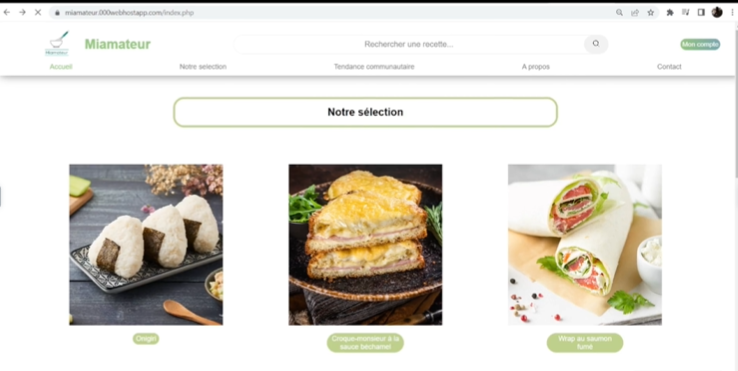 miamateur.000webhostapp.com/index.php
Miamateur
Miamateur
Rechercher une recette...
Mon compte
Accueil
Notre selection
Tendance communautaire
A propos
Contact
Notre sélection
Onigiri
Croque-monsieur à la
sauce béchamel
Wrap au saumon
fumé